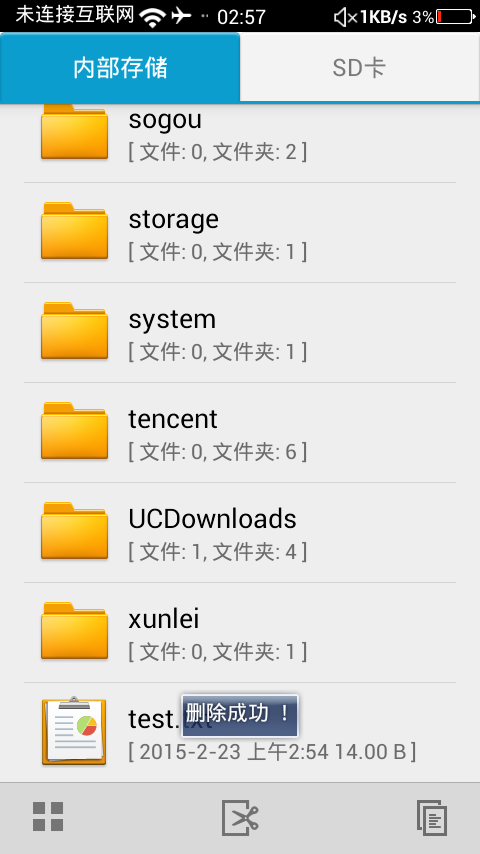 未连接互联网 02:57 1KB/s 3%
内部存储 SD卡
sogou
[ 文件: 0, 文件夹: 2 ]
storage
[ 文件: 0, 文件夹: 1 ]
system
[ 文件: 0, 文件夹: 1 ]
tencent
[ 文件: 0, 文件夹: 6 ]
UCDownloads
[ 文件: 1, 文件夹: 4 ]
xunlei
[ 文件: 0, 文件夹: 1 ]
test.txt
删除成功 ！
[ 2015-2-23 上午2:54 14.00 B ]